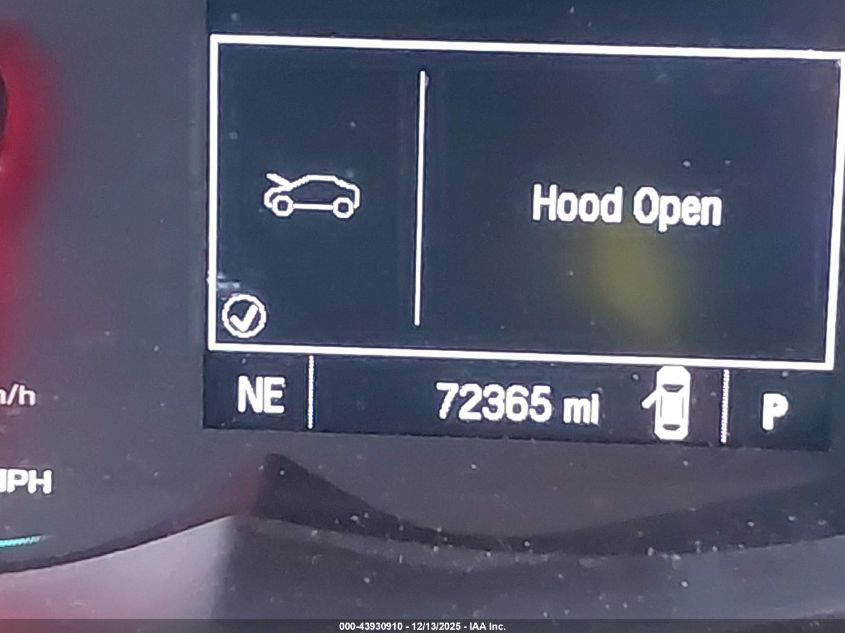 Hood Open
NE 72365 mi P
m/h
MPH
000-43930910 - 12/13/2025 - IAA Inc.